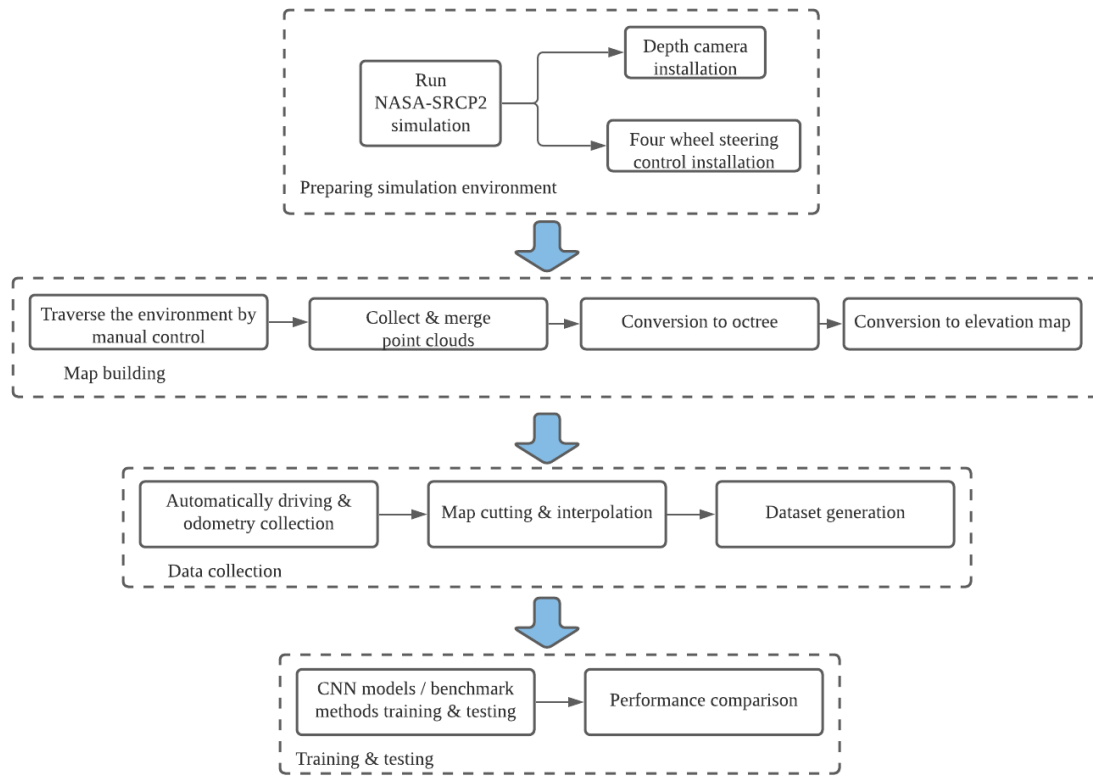 Run
NASA-SRCP2
simulation
Depth camera
installation
Four wheel steering
control installation
Preparing simulation environment
Traverse the environment by
manual control
Collect & merge
point clouds
Conversion to octree
Conversion to elevation map
Map building
Automatically driving &
odometry collection
Map cutting & interpolation
Dataset generation
Data collection
CNN models / benchmark
methods training & testing
Performance comparison
Training & testing